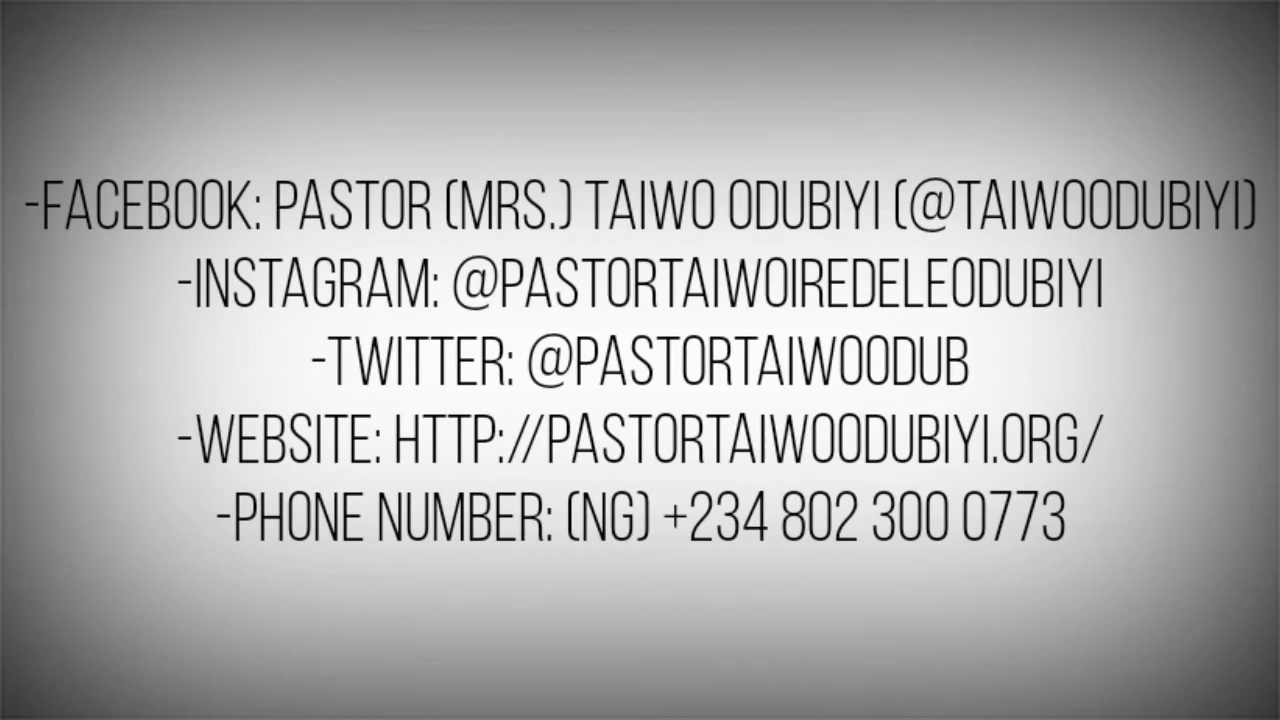 -FACEBOOK: PASTOR (MRS.) TAIWO ODUBIYI (@TAIWOODUBIYI)
-INSTAGRAM: @PASTORTAIWOIREDELEODUBIYI
-TWITTER: @PASTORTAIWOODUB
-WEBSITE: HTTP://PASTORTAIWOODUBIYI.ORG/
-PHONE NUMBER: (NG) +234 802 300 0773